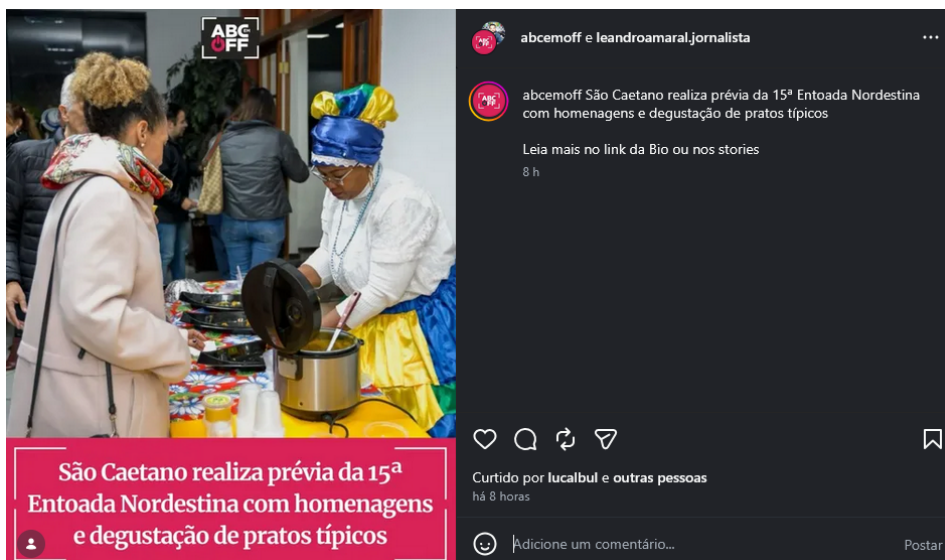 ABC
OFF
São Caetano realiza prévia da 15ª
Entoada Nordestina com homenagens
e degustação de pratos típicos
abcemoff e leandroamaral.jornalista
abcemoff São Caetano realiza prévia da 15ª Entoada Nordestina
com homenagens e degustação de pratos típicos
Leia mais no link da Bio ou nos stories
8 h
Curtido por lucalbul e outras pessoas
há 8 horas
Adicione um comentário...
Postar